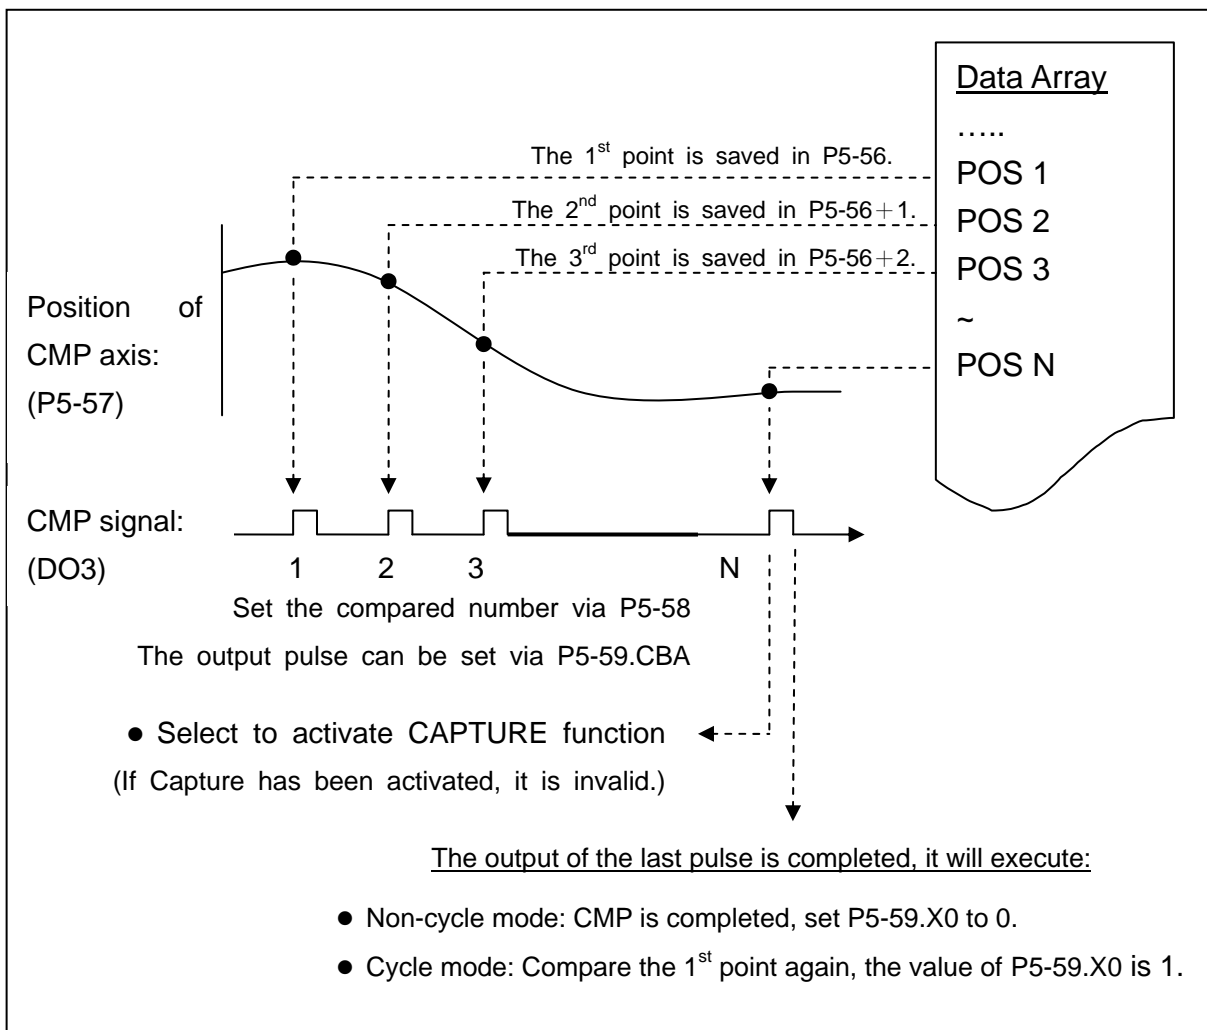 Data Array
…..
The 1st point is saved in P5-56.
POS 1
The 2nd point is saved in P5-56+1.
POS 2
The 3rd point is saved in P5-56+2.
POS 3
~
POS N
Position of
CMP axis:
(P5-57)
CMP signal:
(DO3)
1 2 3 N
Set the compared number via P5-58
The output pulse can be set via P5-59.CBA
● Select to activate CAPTURE function
(If Capture has been activated, it is invalid.)
The output of the last pulse is completed, it will execute:
● Non-cycle mode: CMP is completed, set P5-59.X0 to 0.
● Cycle mode: Compare the 1st point again, the value of P5-59.X0 is 1.